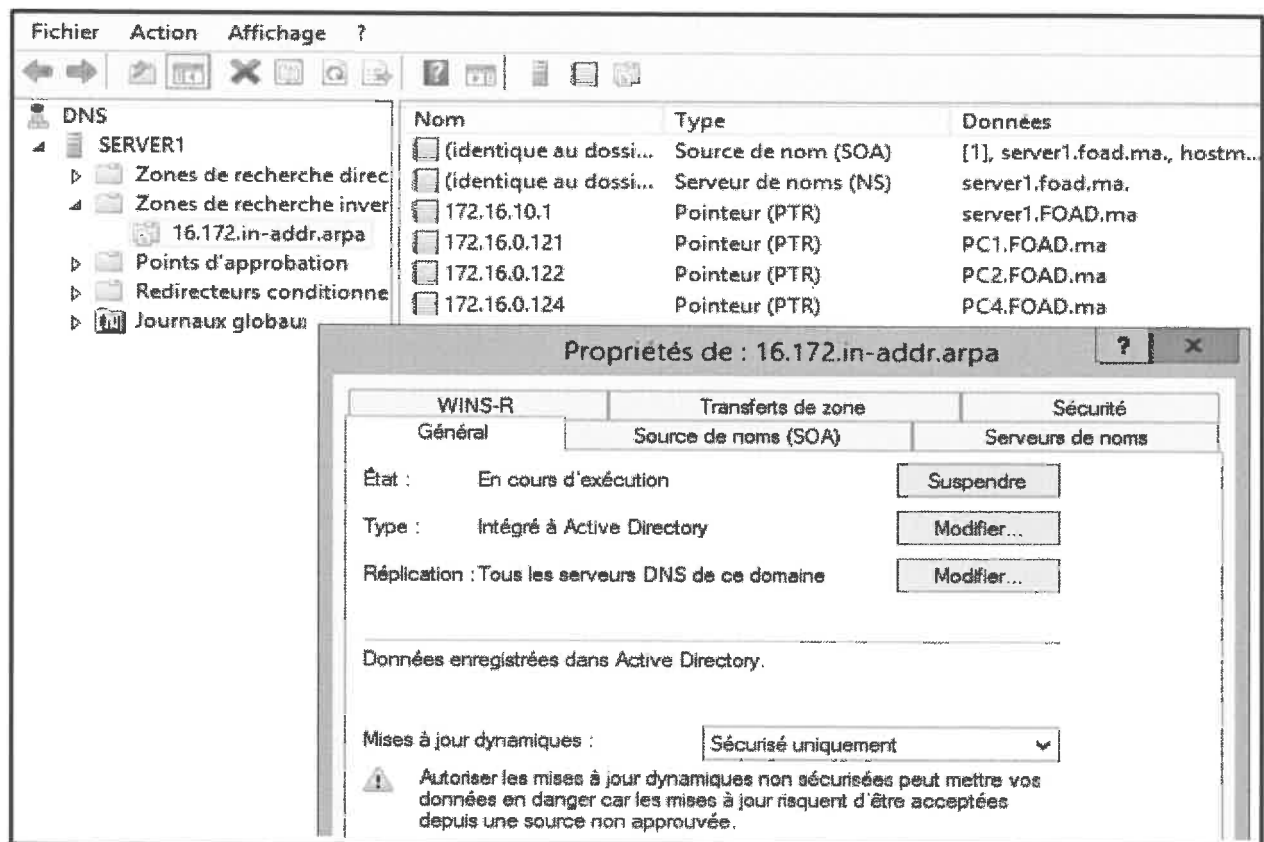 Fichier Action Affichage ?
DNS
SERVER1
Zones de recherche direc
Zones de recherche inver
16.172.in-addr.arpa
Points d'approbation
Redirecteurs conditionne
Journaux globau
Nom Type Données
(identique au dossi... Source de nom (SOA) [1], server1.foad.ma., hostm...
(identique au dossi... Serveur de noms (NS) server1.foad.ma.
172.16.10.1 Pointeur (PTR) server1.FOAD.ma
172.16.0.121 Pointeur (PTR) PC1.FOAD.ma
172.16.0.122 Pointeur (PTR) PC2.FOAD.ma
172.16.0.124 Pointeur (PTR) PC4.FOAD.ma
Propriétés de : 16.172.in-addr.arpa ? ×
WINS-R Transferts de zone Sécurité
Général Source de noms (SOA) Serveurs de noms
État : En cours d'exécution Suspendre
Type : Intégré à Active Directory Modifier...
Réplication : Tous les serveurs DNS de ce domaine Modifier...
Données enregistrées dans Active Directory.
Mises à jour dynamiques : Sécurisé uniquement
Autoriser les mises à jour dynamiques non sécurisées peut mettre vos
données en danger car les mises à jour risquent d'être acceptées
depuis une source non approuvée.